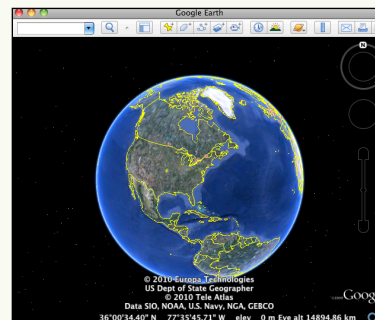 Google Earth
N
© 2010 Europa Technologies
US Dept of State Geographer
© 2010 Tele Atlas
Data SIO, NOAA, U.S. Navy, NGA, GEBCO
Goog
36°00'34.40" N 77°35'45.71" W elev 0 m Eye alt 14894.86 km